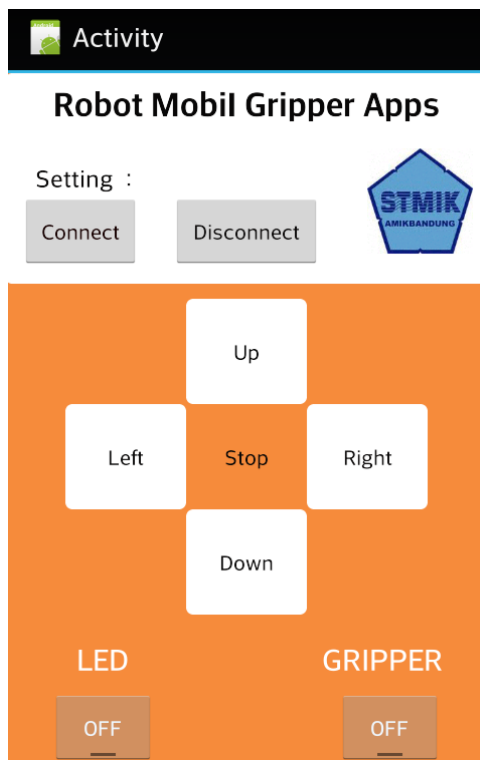 Activity
Robot Mobil Gripper Apps
Setting :
Connect Disconnect
STMIK
AMIKBANDUNG
Up
Left Stop Right
Down
LED GRIPPER
OFF OFF